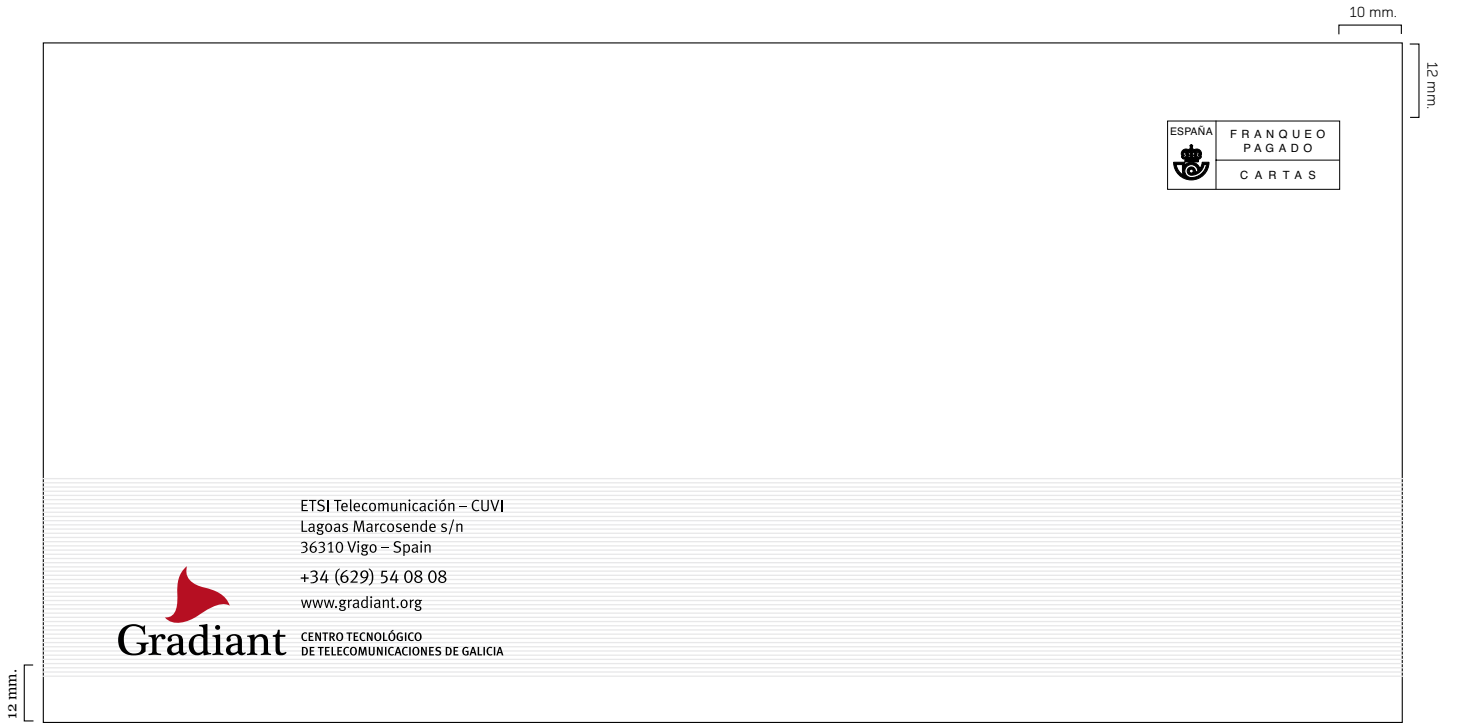 10 mm.
12 mm.
ESPAÑA
FRANQUEO
PAGADO
CARTAS
ETSI Telecomunicación – CUVI
Lagoas Marcosende s/n
36310 Vigo – Spain
+34 (629) 54 08 08
www.gradiant.org
Gradiant
CENTRO TECNOLÓGICO
DE TELECOMUNICACIONES DE GALICIA
12 mm.